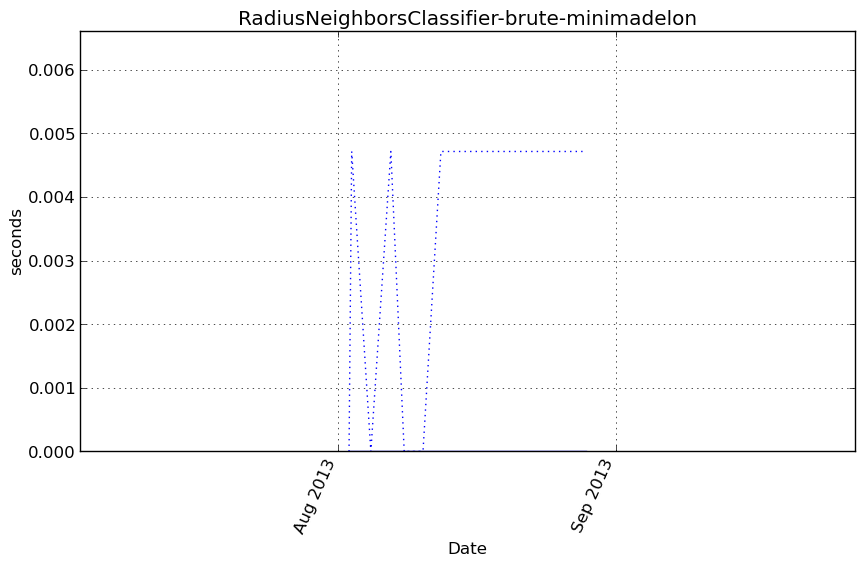 RadiusNeighborsClassifier-brute-minimadelon
0.006
0.005
0.004
0.003
0.002
0.001
0.000
seconds
Aug 2013
Sep 2013
Date